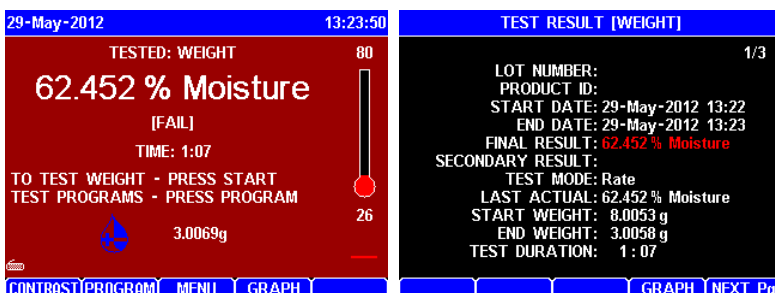 29-May-2012 13:23:50
TESTED: WEIGHT 80
62.452 % Moisture
[FAIL]
TIME: 1:07
TO TEST WEIGHT - PRESS START
TEST PROGRAMS - PRESS PROGRAM
26
3.0069g
CONTRAST PROGRAM MENU GRAPH
TEST RESULT [WEIGHT]
1/3
LOT NUMBER:
PRODUCT ID:
START DATE: 29-May-2012 13:22
END DATE: 29-May-2012 13:23
FINAL RESULT: 62.452 % Moisture
SECONDARY RESULT:
TEST MODE: Rate
LAST ACTUAL: 62.452 % Moisture
START WEIGHT: 8.0053 g
END WEIGHT: 3.0058 g
TEST DURATION: 1:07
GRAPH NEXT Pg